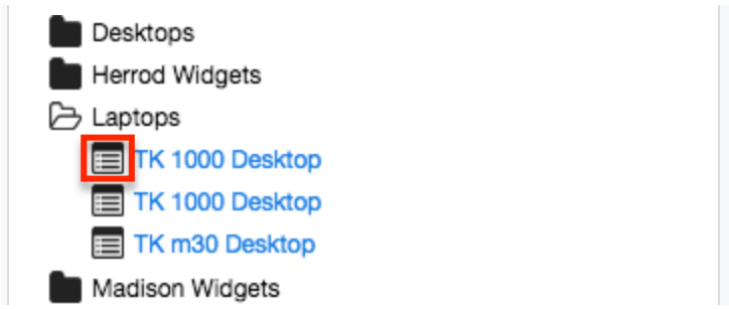 Desktops
Herrod Widgets
Laptops
TK 1000 Desktop
TK 1000 Desktop
TK m30 Desktop
Madison Widgets